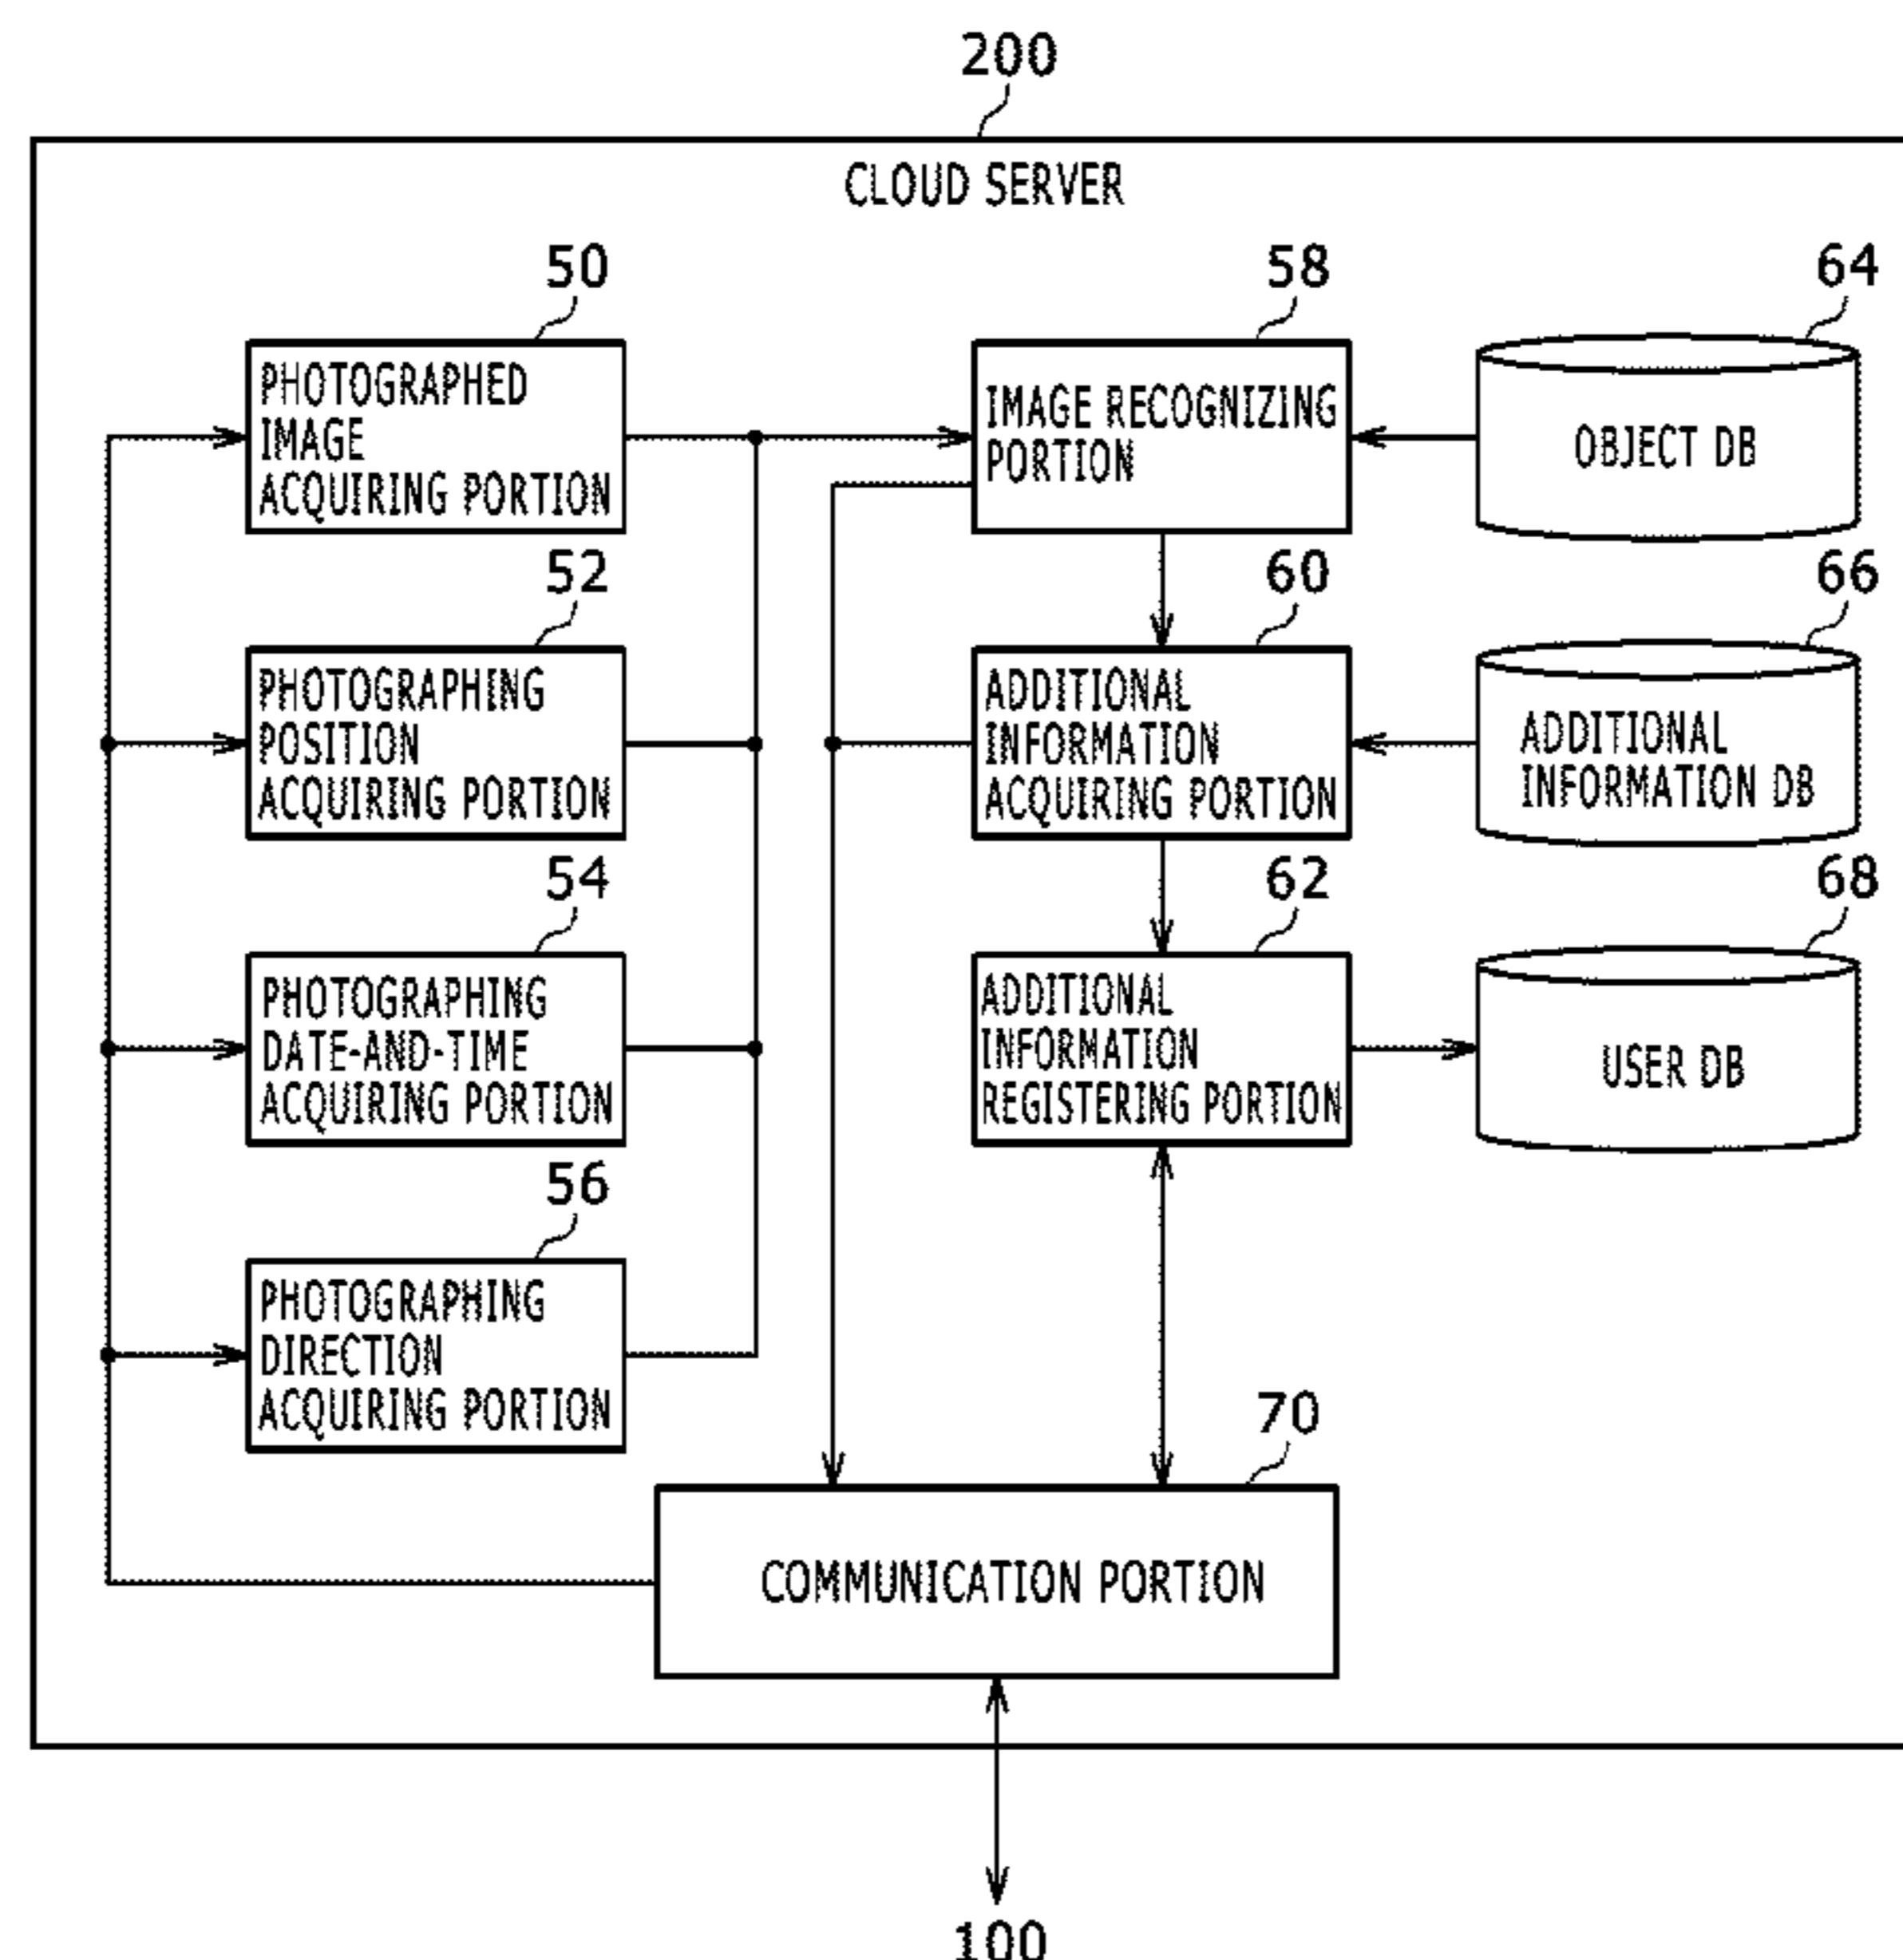 200
CLOUD SERVER
50
PHOTOGRAPHED
IMAGE
ACQUIRING PORTION
58
IMAGE RECOGNIZING
PORTION
64
OBJECT DB
52
PHOTOGRAPHING
POSITION
ACQUIRING PORTION
60
ADDITIONAL
INFORMATION
ACQUIRING PORTION
66
ADDITIONAL
INFORMATION DB
54
PHOTOGRAPHING
DATE-AND-TIME
ACQUIRING PORTION
62
ADDITIONAL
INFORMATION
REGISTERING PORTION
68
USER DB
56
PHOTOGRAPHING
DIRECTION
ACQUIRING PORTION
70
COMMUNICATION PORTION
100